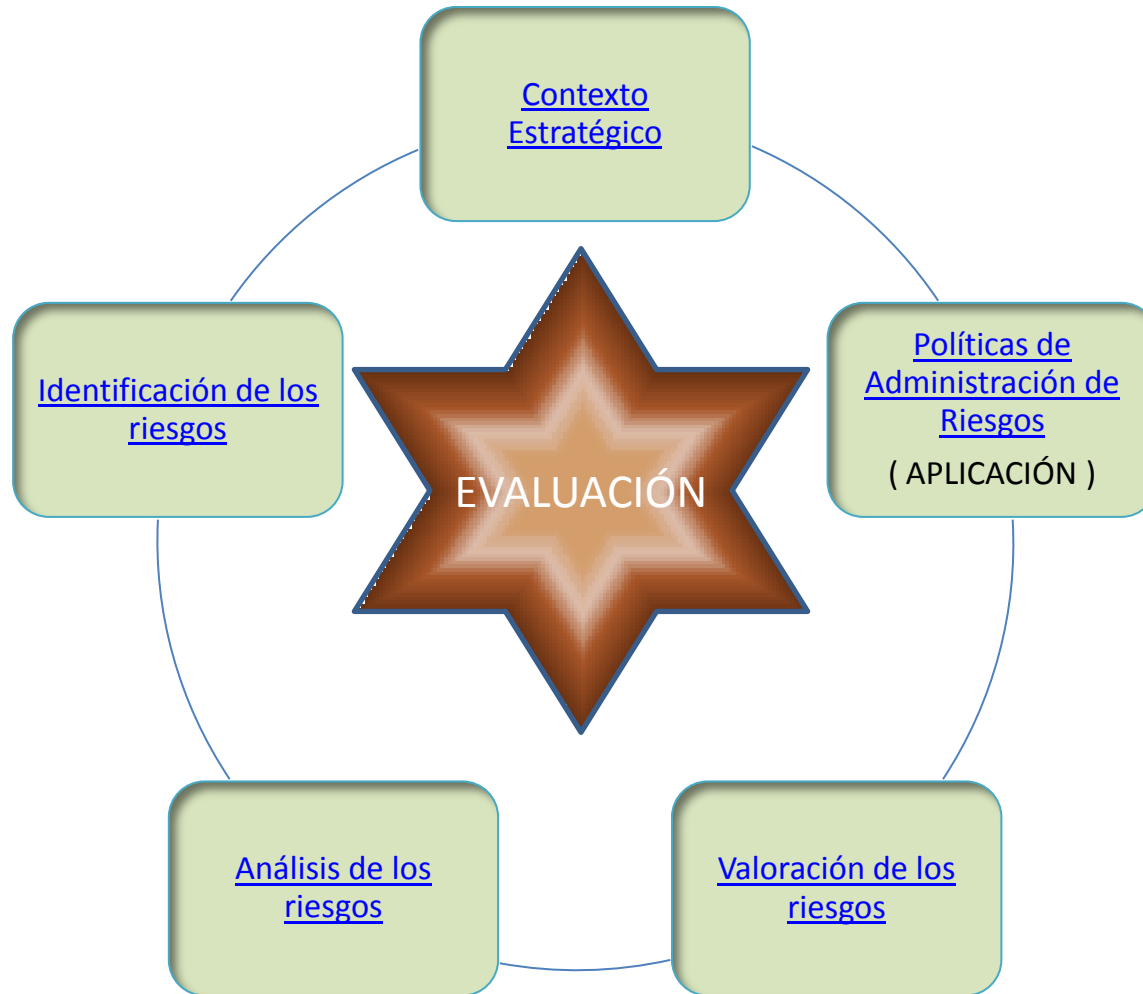 Contexto
Estratégico
Políticas de
Administración de
Riesgos
( APLICACIÓN )
Identificación de los
riesgos
EVALUACIÓN
Análisis de los
riesgos
Valoración de los
riesgos